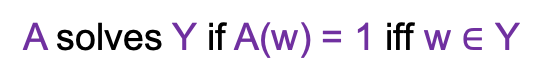 A solves Y if A(w) = 1 iff w ∈ Y